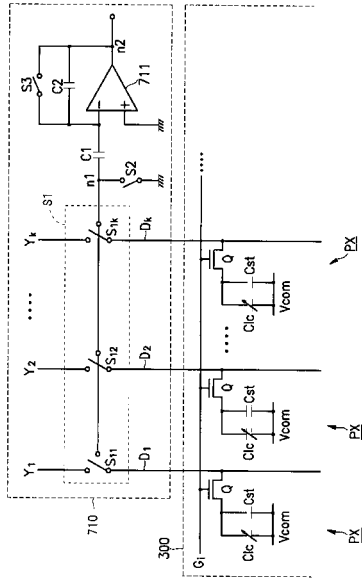 S3
C2
n2
711
C1
n1
S2
S1
Yk
S1k
Dk
Y2
S12
D2
Y1
S11
D1
710
300
Gi
Q
Cst
Clc
Vcom
PX
Q
Cst
Clc
Vcom
PX
Q
Cst
Clc
Vcom
PX